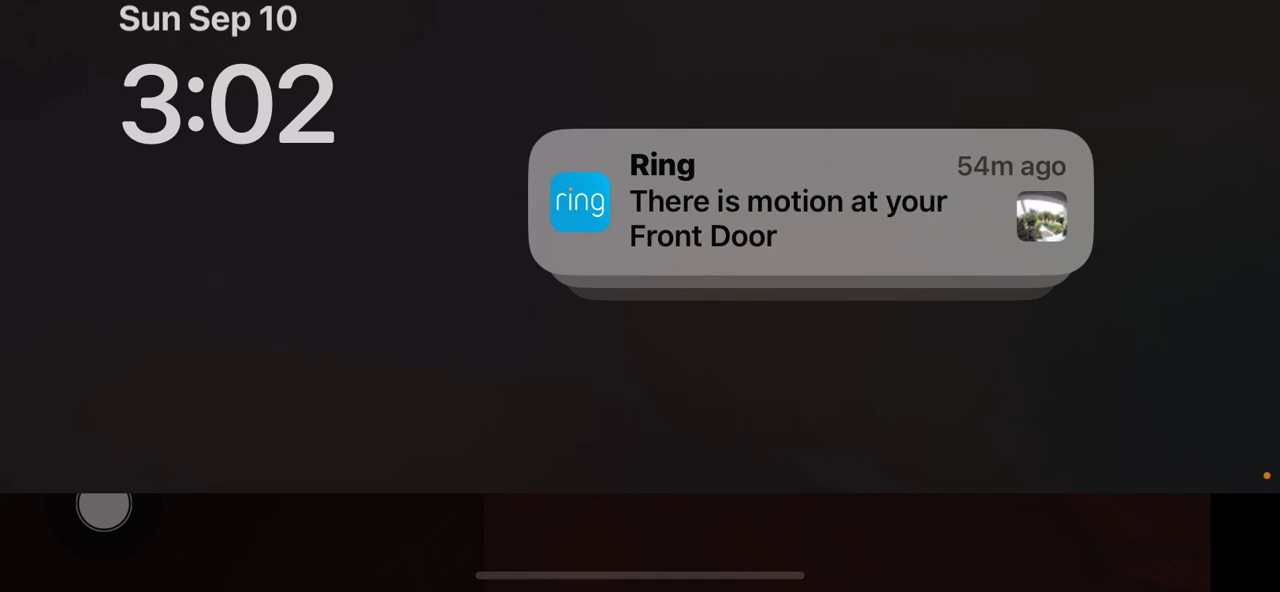 Sun Sep 10
3:02
Ring
54m ago
ring
There is motion at your
Front Door